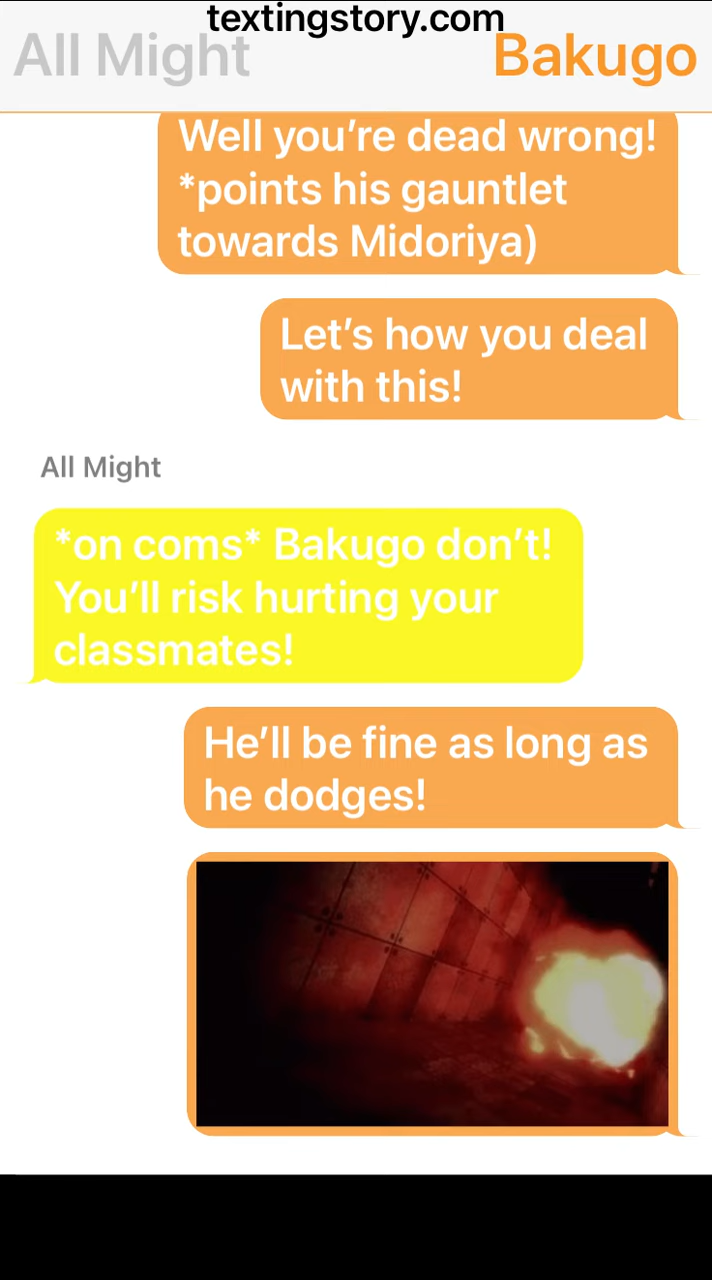 textingstory.com
All Might
Bakugo
Well you're dead wrong!
*points his gauntlet
towards Midoriya)
Let's how you deal
with this!
All Might
*on coms* Bakugo don't!
You'll risk hurting your
classmates!
He'll be fine as long as
he dodges!